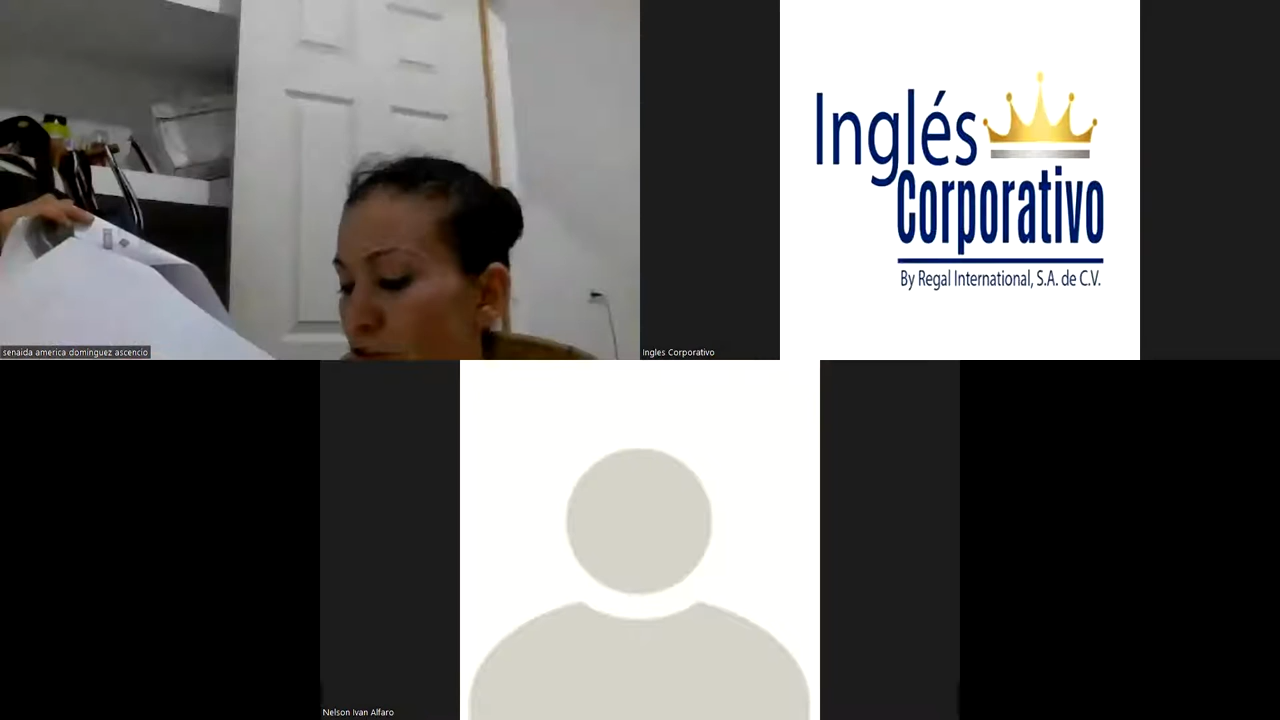 senaida america dominguez ascencio
Inglés
Corporativo
By Regal International, S.A. de C.V.
Ingles Corporativo
Nelson Ivan Alfaro